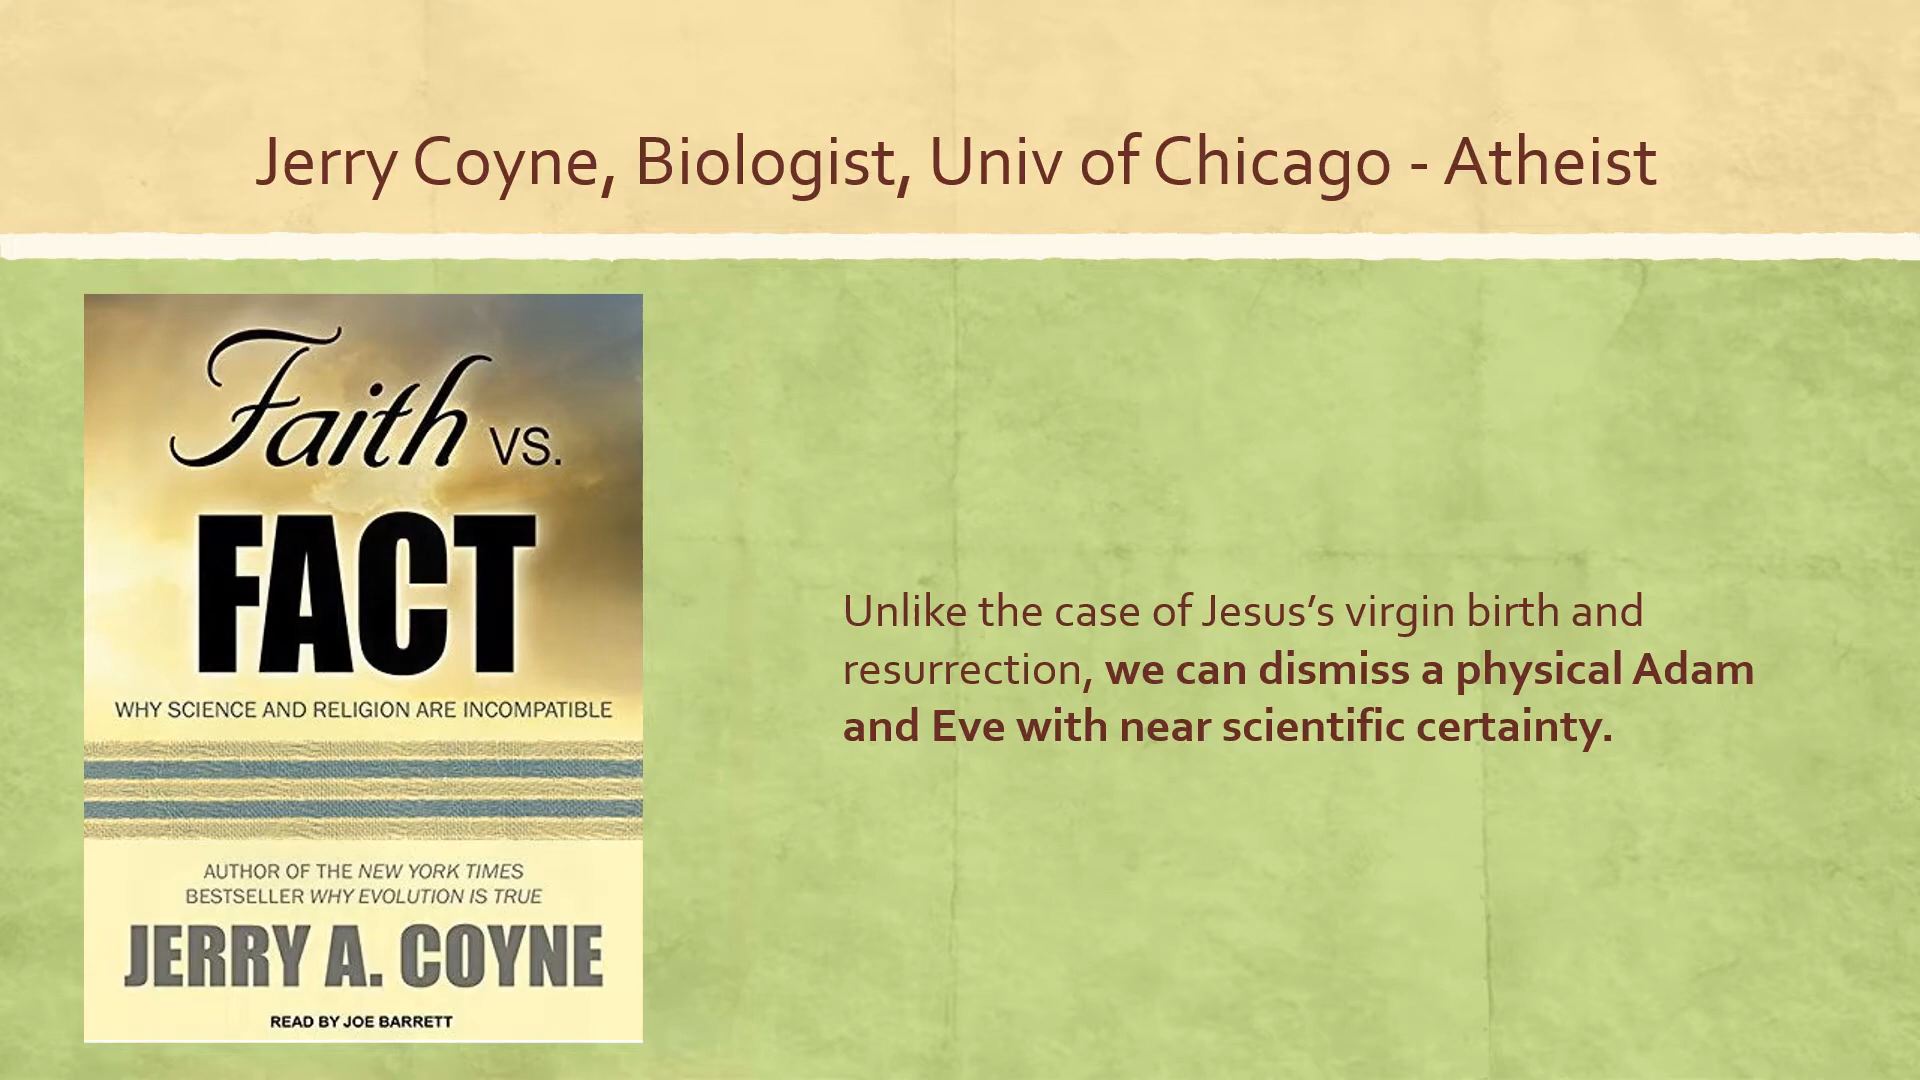 Jerry Coyne, Biologist, Univ of Chicago - Atheist
Faith vs.
FACT
WHY SCIENCE AND RELIGION ARE INCOMPATIBLE
AUTHOR OF THE NEW YORK TIMES
BESTSELLER WHY EVOLUTION IS TRUE
JERRY A. COYNE
READ BY JOE BARRETT
Unlike the case of Jesus’s virgin birth and
resurrection, we can dismiss a physical Adam
and Eve with near scientific certainty.